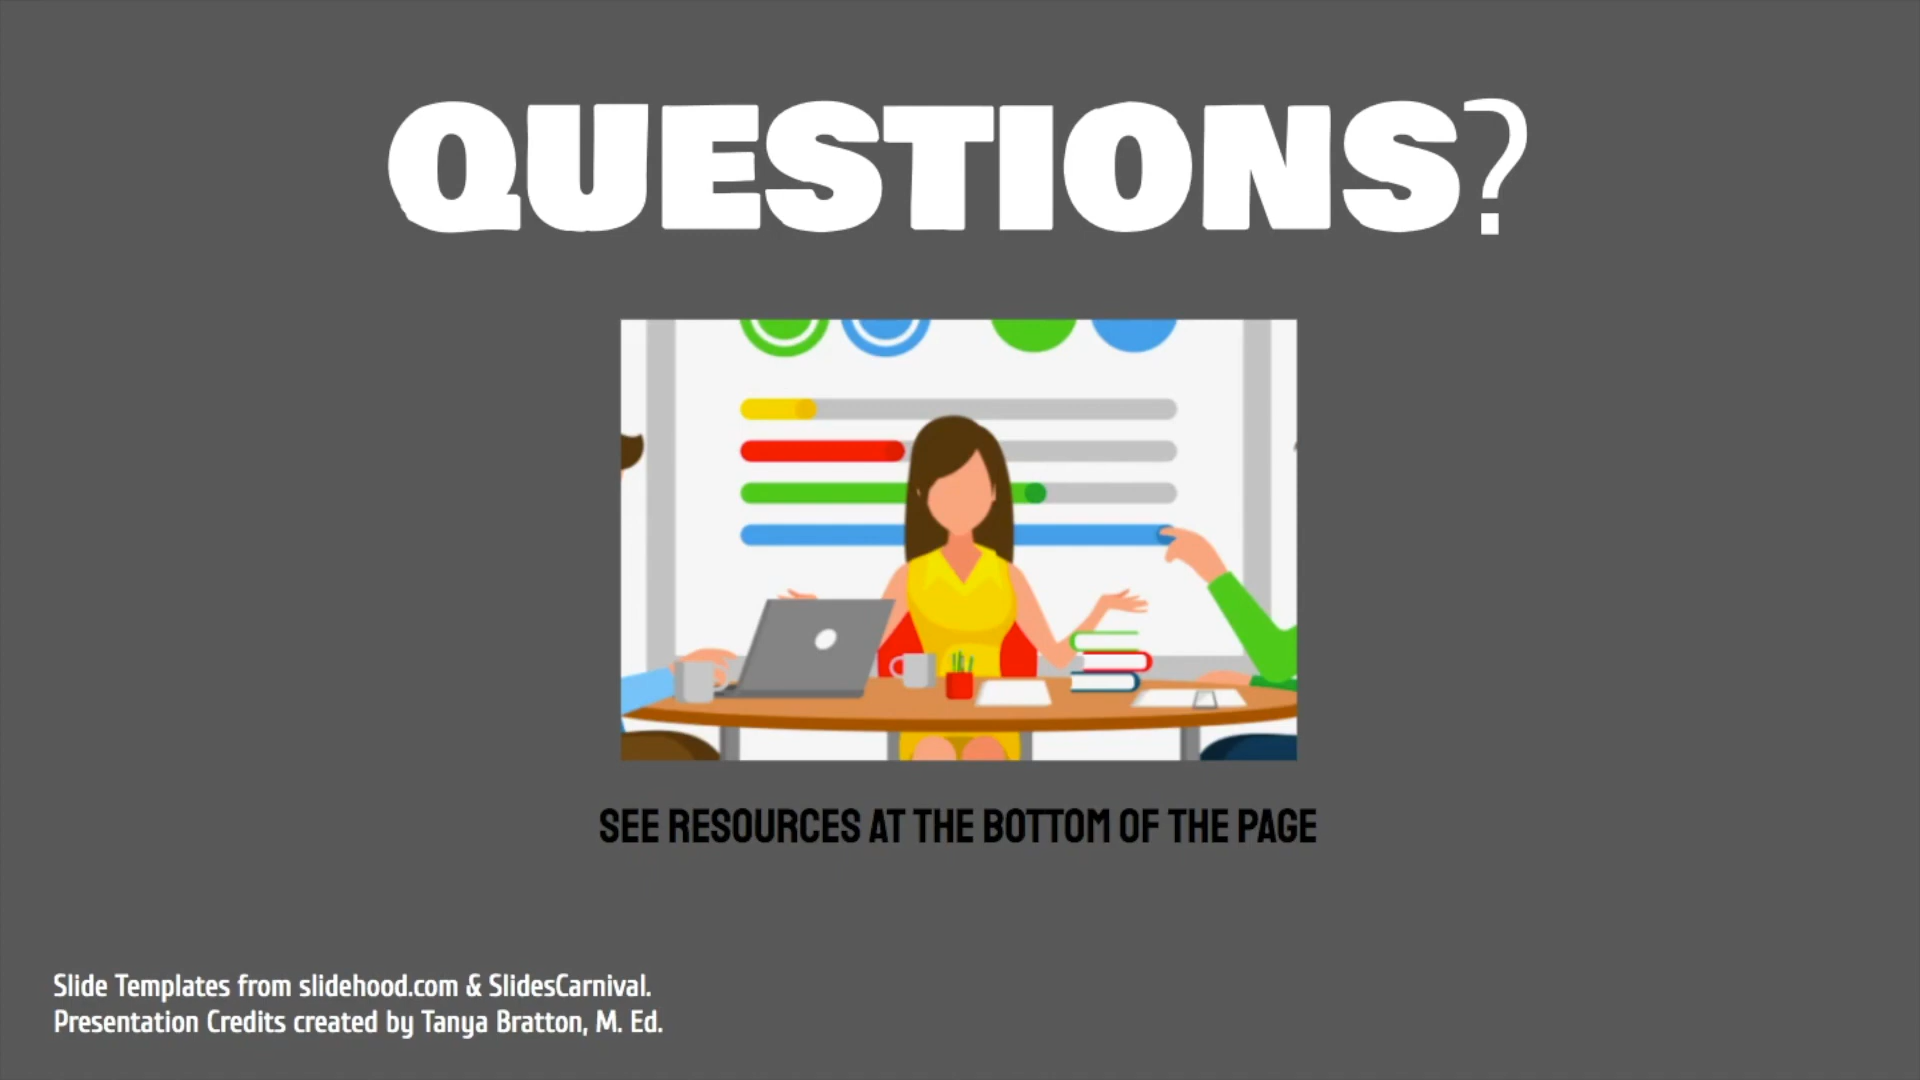 QUESTIONS?
SEE RESOURCES AT THE BOTTOM OF THE PAGE
Slide Templates from slidehood.com & SlidesCarnival.
Presentation Credits created by Tanya Bratton, M. Ed.